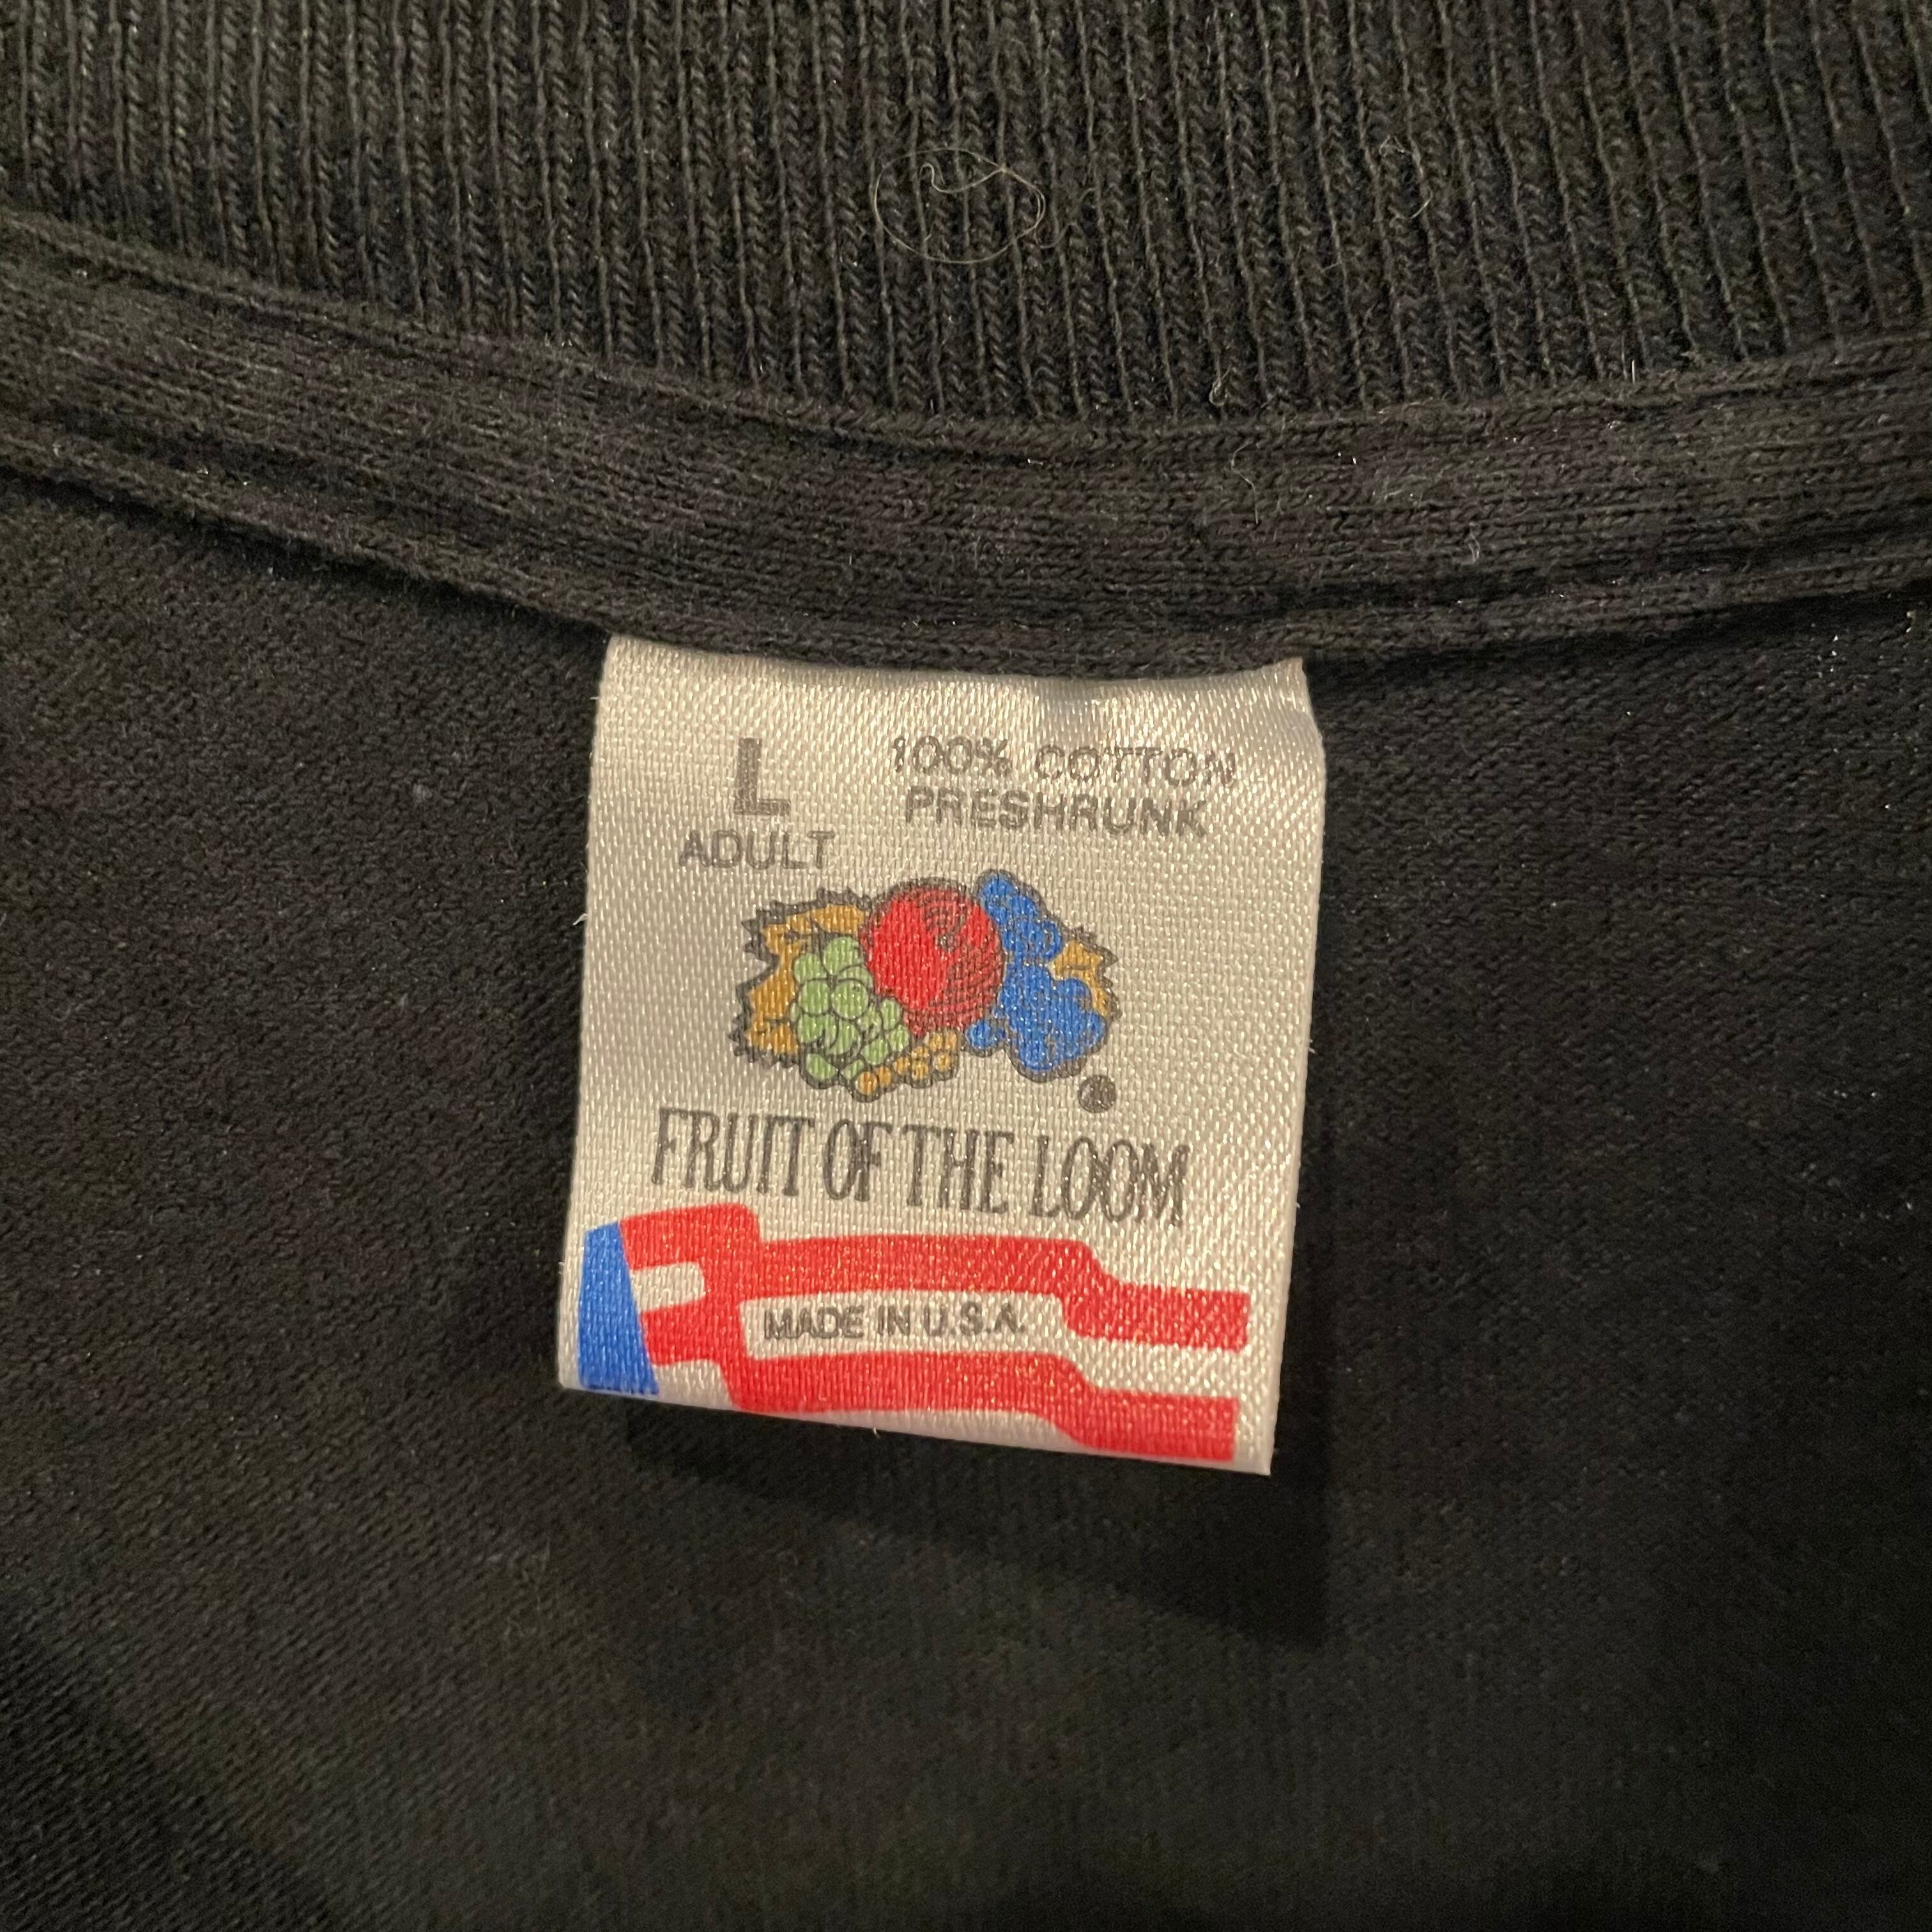 L
ADULT
100% COTTON
PRESHRUNK
FRUIT OF THE LOOM
MADE IN U.S.A.